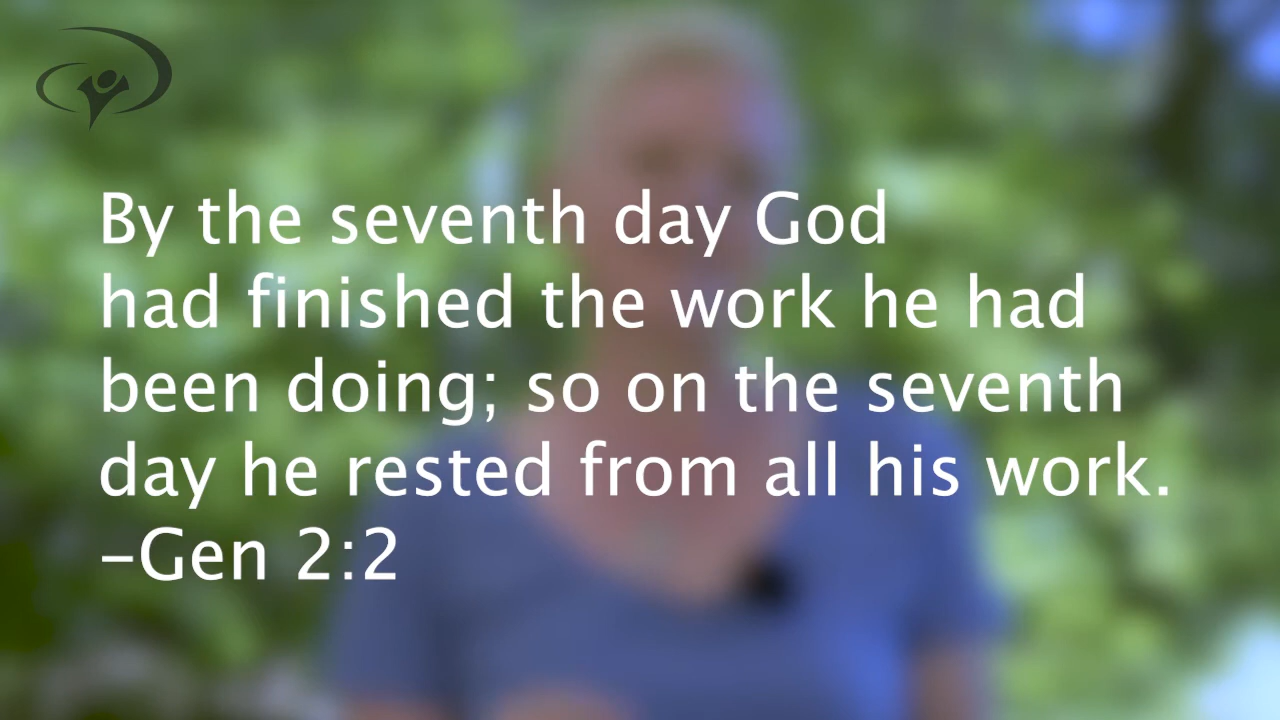 By the seventh day God
had finished the work he had
been doing; so on the seventh
day he rested from all his work.
–Gen 2:2